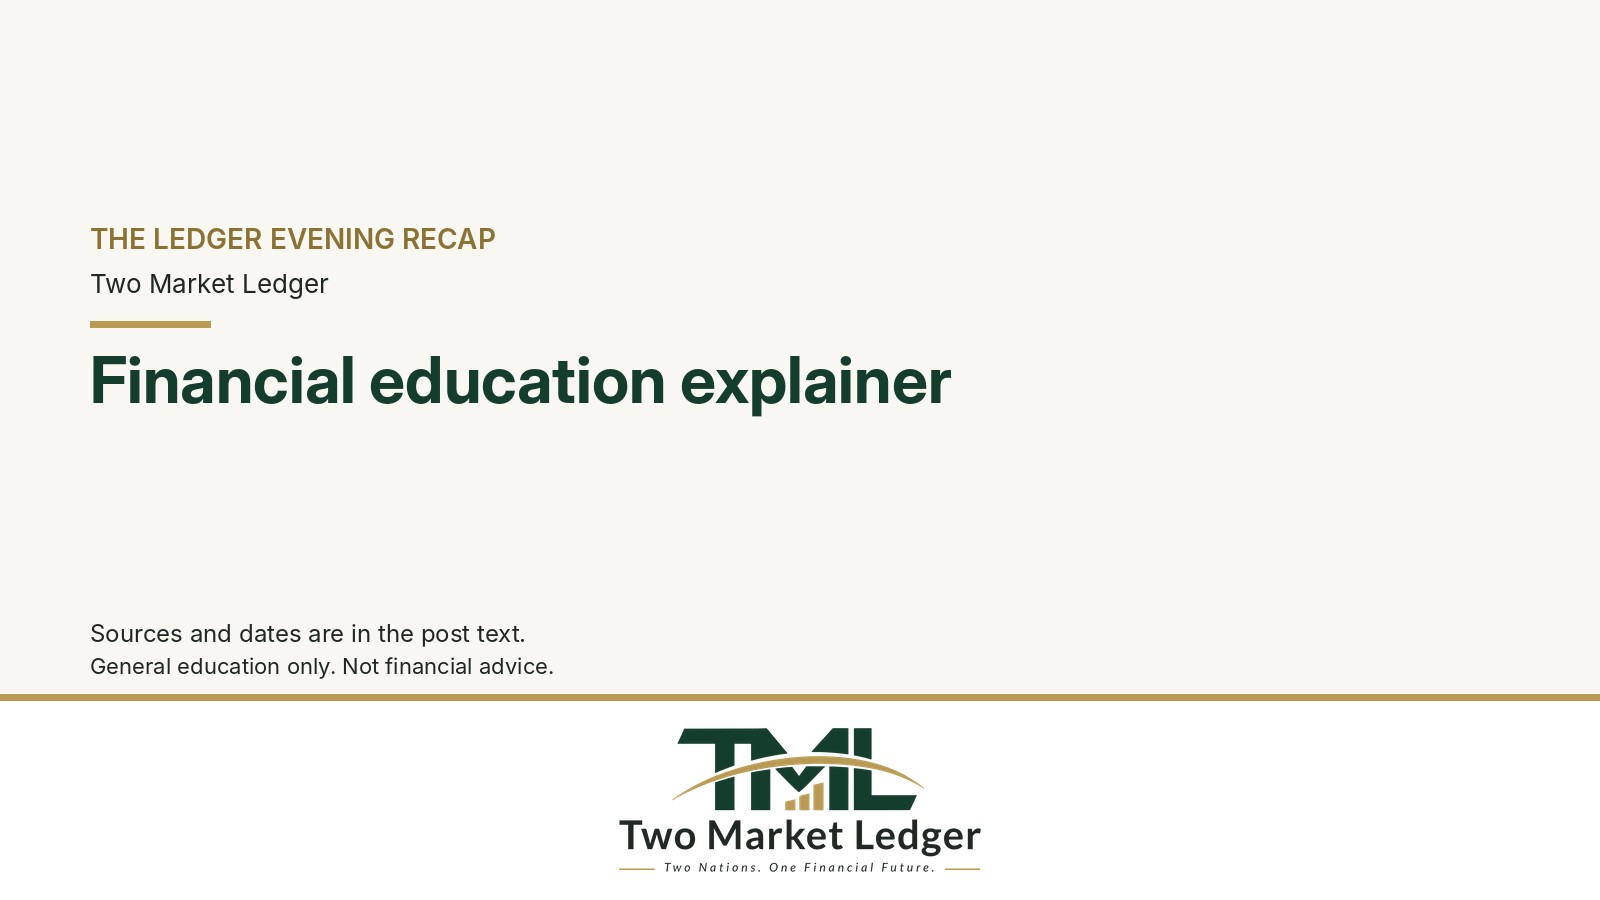 THE LEDGER EVENING RECAP
Two Market Ledger
Financial education explainer
Sources and dates are in the post text.
General education only. Not financial advice.
TML
Two Market Ledger
Two Nations. One Financial Future.